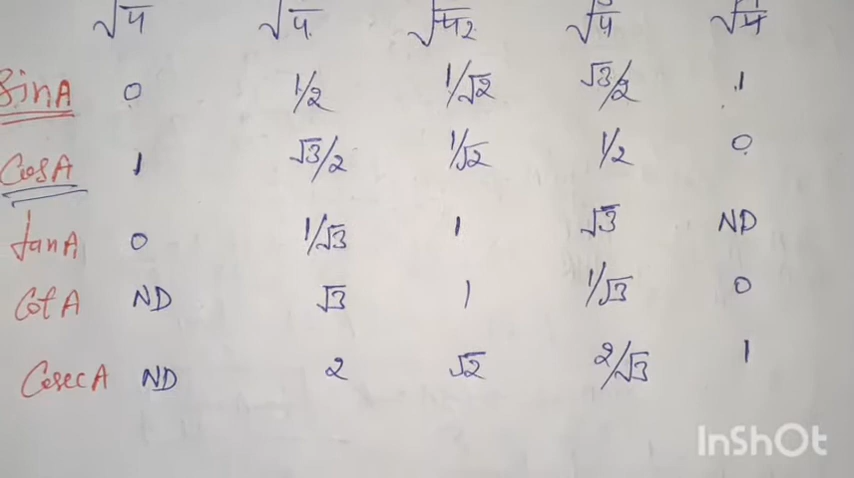 √4 √4 √42 √4 √4
SinA 0 1/2 1/√2 √3/2 1
CosA 1 √3/2 1/√2 1/2 0
tanA 0 1/√3 1 √3 ND
CotA ND √3 1 1/√3 0
CosecA ND 2 √2 2/√3 1
InShOt